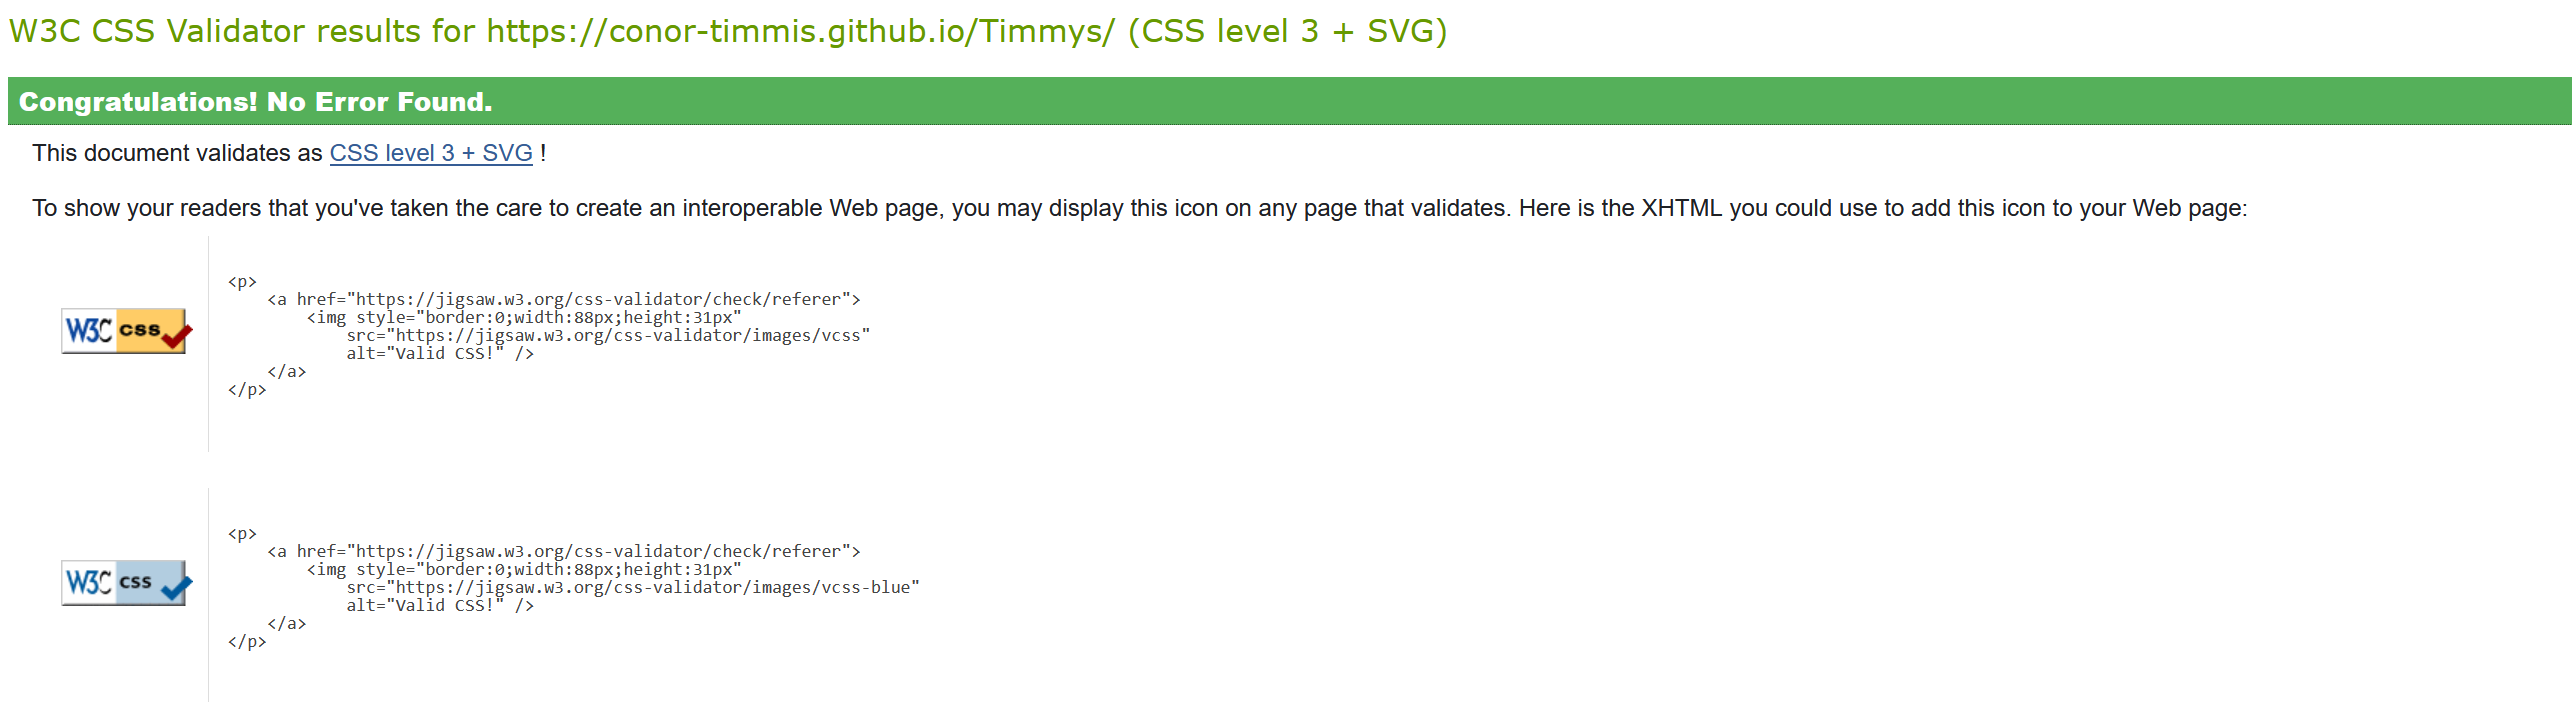 W3C CSS Validator results for https://conor-timmis.github.io/Timmys/ (CSS level 3 + SVG)
Congratulations! No Error Found.
This document validates as CSS level 3 + SVG !
To show your readers that you've taken the care to create an interoperable Web page, you may display this icon on any page that validates. Here is the XHTML you could use to add this icon to your Web page:
W3C css
<p>
    <a href="https://jigsaw.w3.org/css-validator/check/referer">
        <img style="border:0;width:88px;height:31px"
            src="https://jigsaw.w3.org/css-validator/images/vcss"
            alt="Valid CSS!" />
    </a>
</p>
W3C css
<p>
    <a href="https://jigsaw.w3.org/css-validator/check/referer">
        <img style="border:0;width:88px;height:31px"
            src="https://jigsaw.w3.org/css-validator/images/vcss-blue"
            alt="Valid CSS!" />
    </a>
</p>